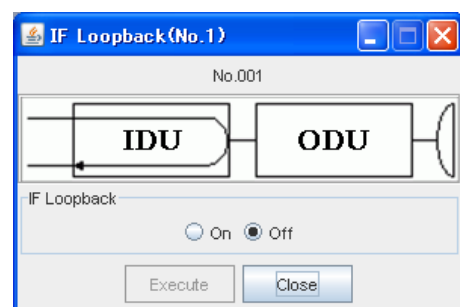 IF Loopback(No.1)
No.001
IDU ODU
IF Loopback
On Off
Execute Close